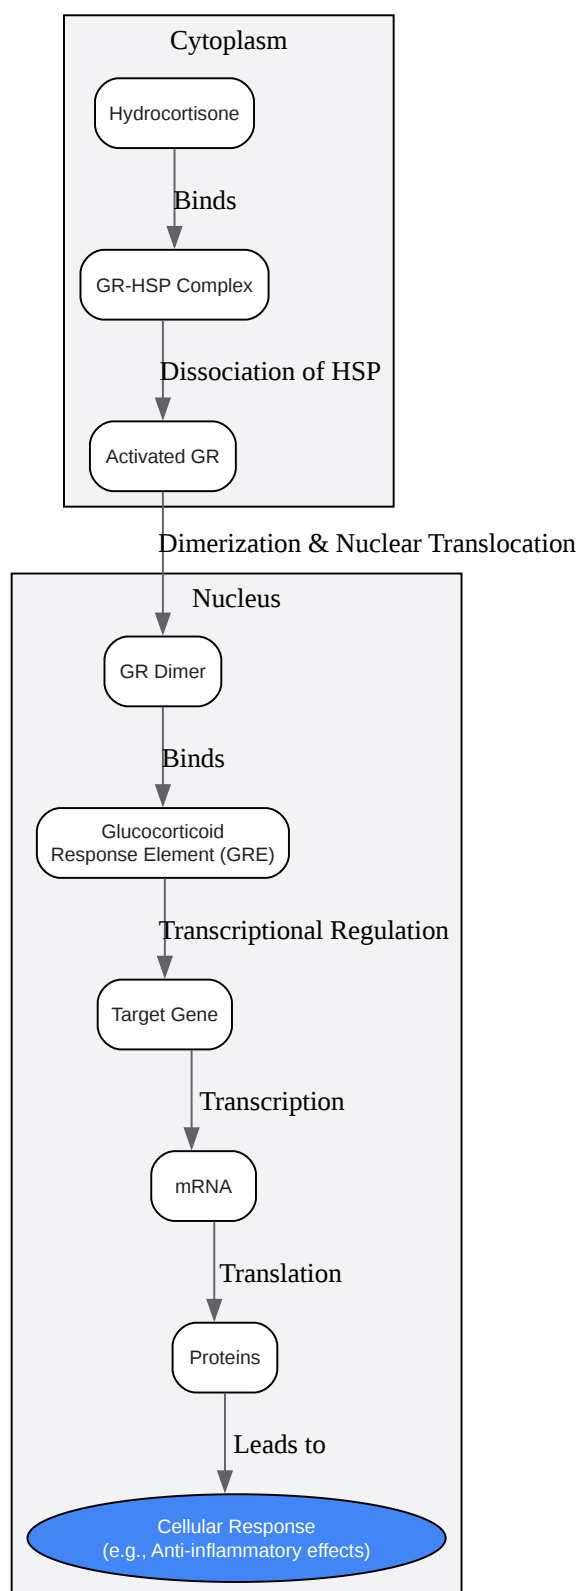 Cytoplasm
Hydrocortisone
Binds
GR-HSP Complex
Dissociation of HSP
Activated GR
Dimerization & Nuclear Translocation
Nucleus
GR Dimer
Binds
Glucocorticoid
Response Element (GRE)
Transcriptional Regulation
Target Gene
Transcription
mRNA
Translation
Proteins
Leads to
Cellular Response
(e.g., Anti-inflammatory effects)